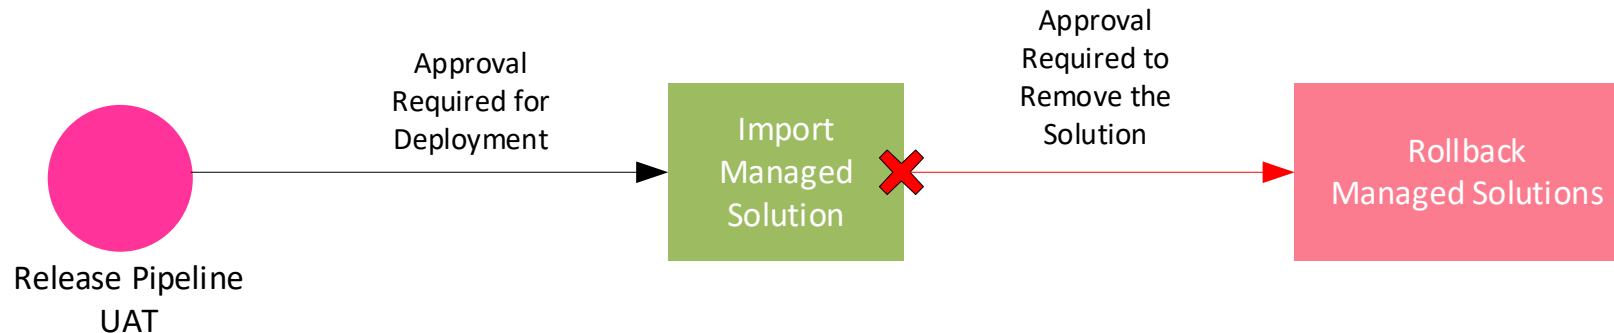 Release Pipeline
UAT
Approval
Required for
Deployment
Import
Managed
Solution
Approval
Required to
Remove the
Solution
Rollback
Managed Solutions